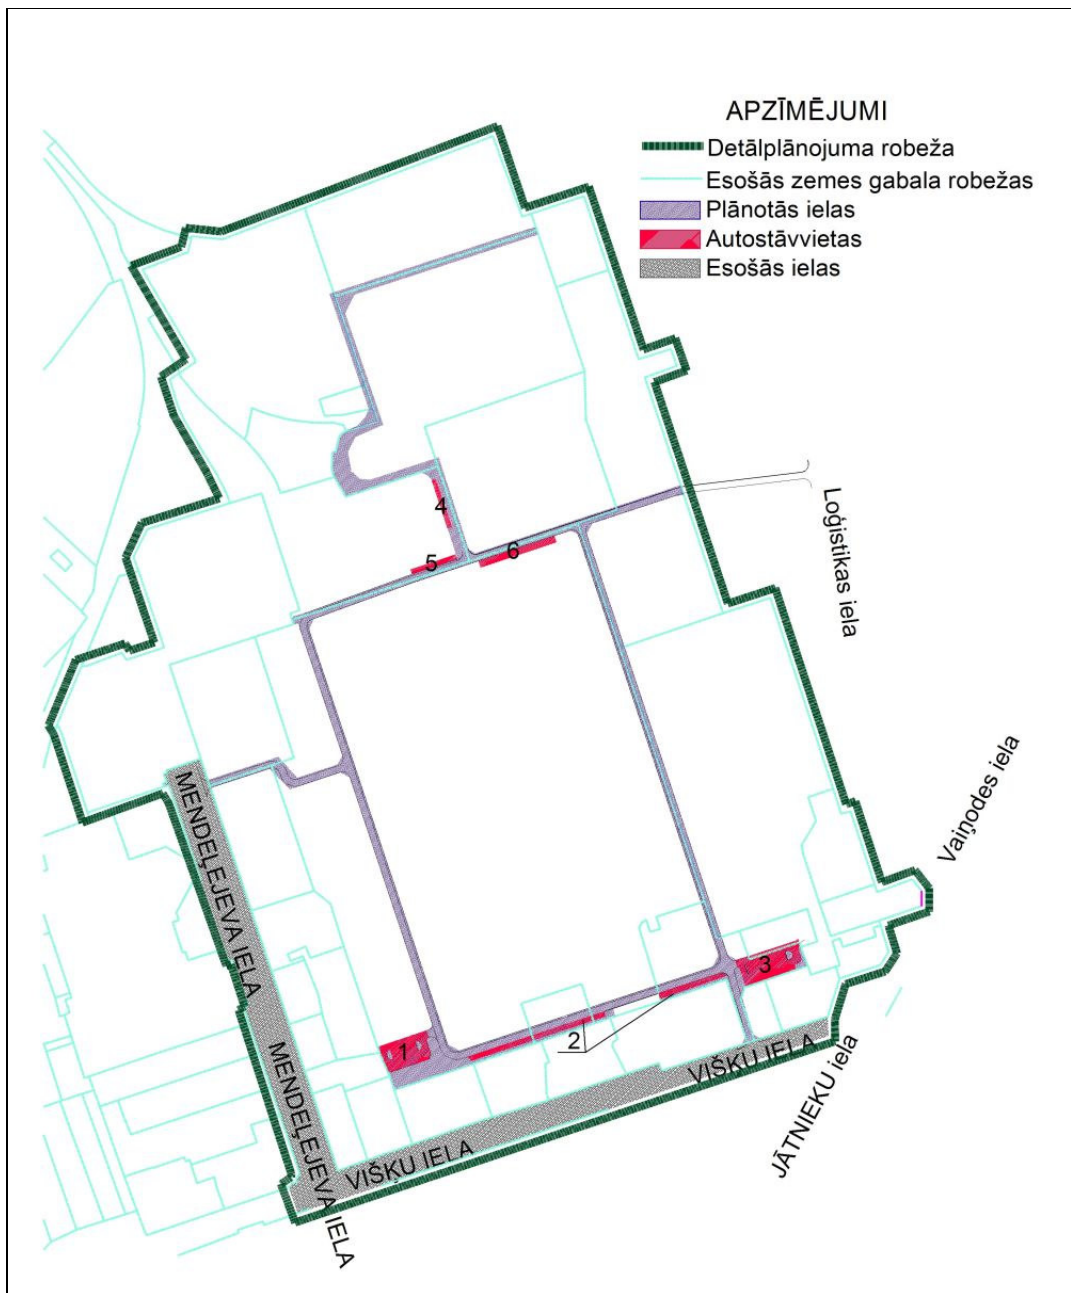 APZĪMĒJUMI
Detālplānojuma robeža
Esošās zemes gabala robežas
Plānotās ielas
Autostāvvietas
Esošās ielas
4
5
6
Loģistikas iela
Vaiņodes iela
MENDEĻEJEVA IELA
3
1
2
MENDEĻEJEVA IELA
VIŠĶU IELA
VIŠĶU IELA
JĀTNIEKU iela